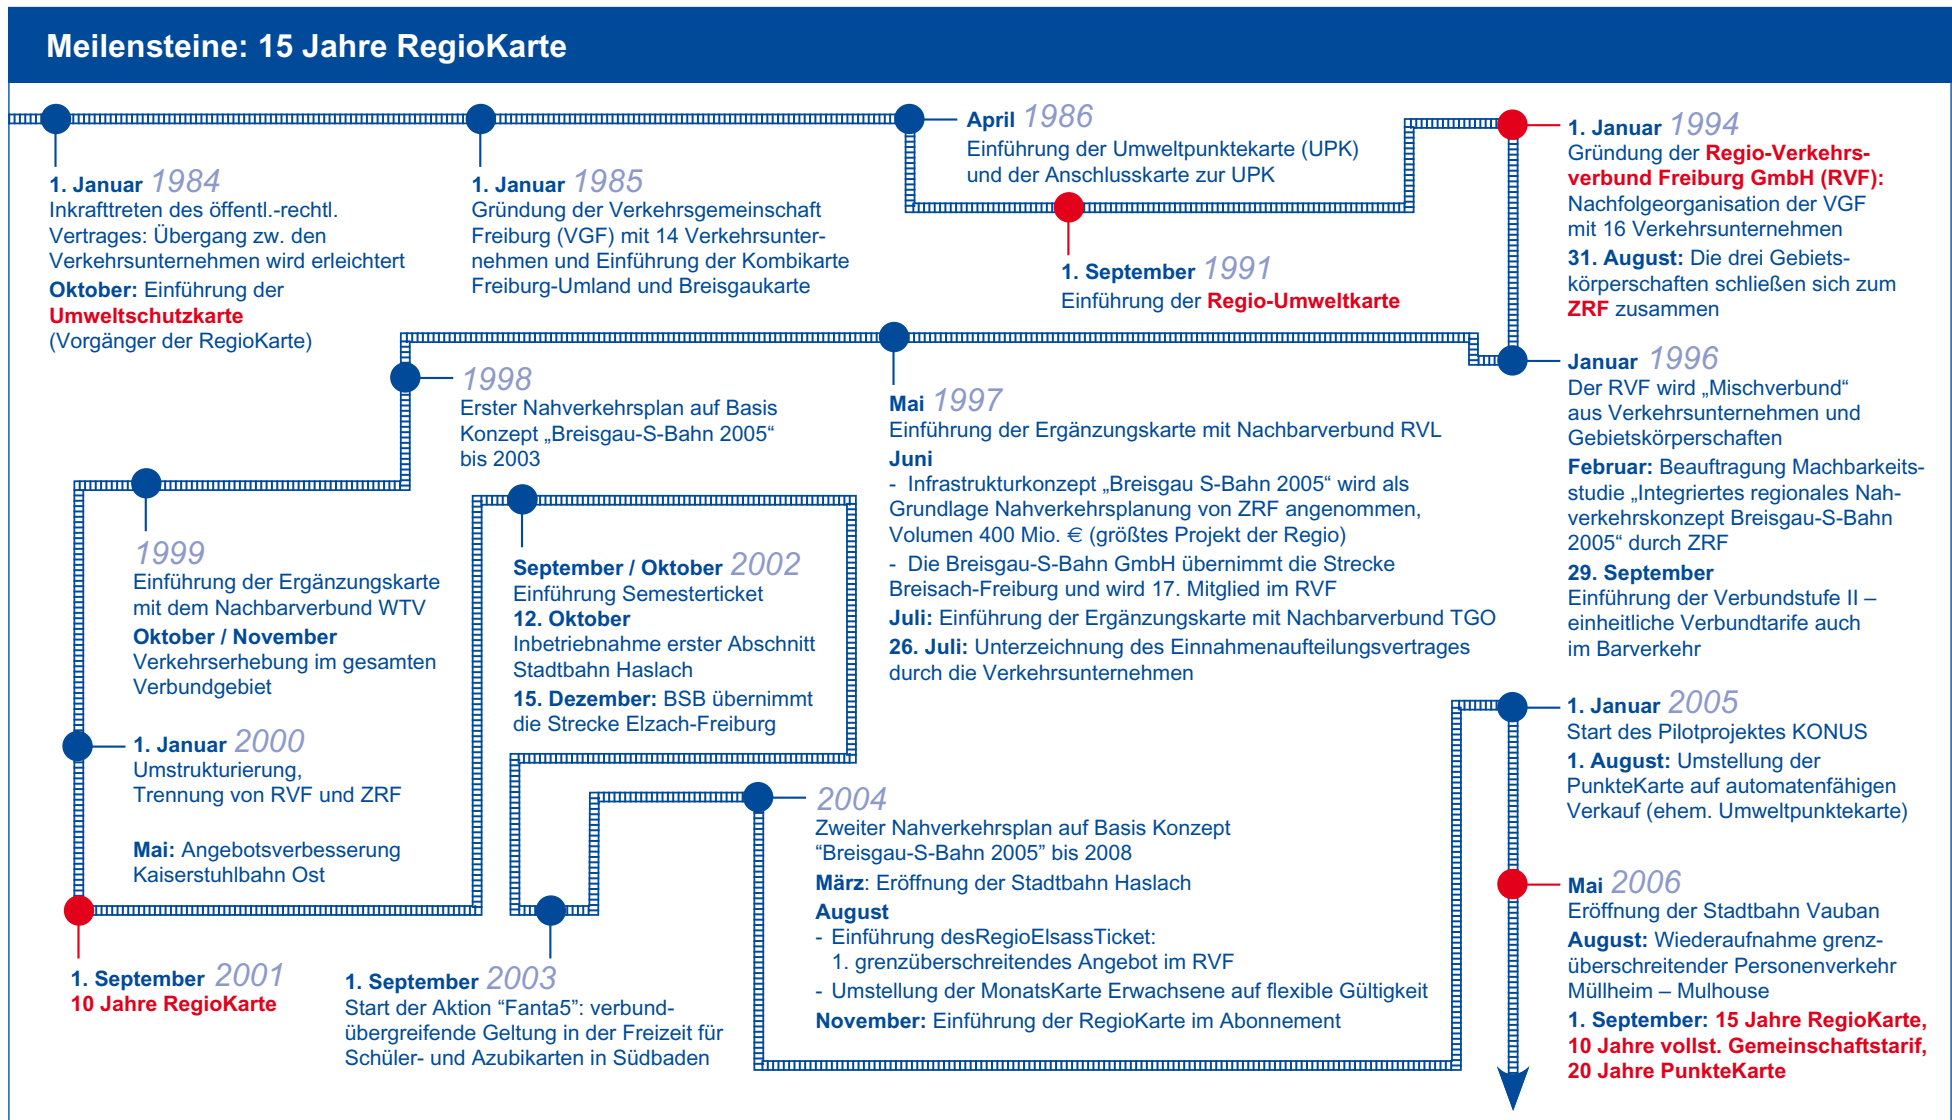 Meilensteine: 15 Jahre RegioKarte
1. Januar 1984
Inkrafttreten des öffentl.-rechtl.
Vertrages: Übergang zw. den
Verkehrsunternehmen wird erleichtert
Oktober: Einführung der
Umweltschutzkarte
(Vorgänger der RegioKarte)
1. Januar 1985
Gründung der Verkehrsgemeinschaft
Freiburg (VGF) mit 14 Verkehrsunter-
nehmen und Einführung der Kombikarte
Freiburg-Umland und Breisgaukarte
April 1986
Einführung der Umweltpunktekarte (UPK)
und der Anschlusskarte zur UPK
1. September 1991
Einführung der Regio-Umweltkarte
1. Januar 1994
Gründung der Regio-Verkehrs-
verbund Freiburg GmbH (RVF):
Nachfolgeorganisation der VGF
mit 16 Verkehrsunternehmen
31. August: Die drei Gebiets-
körperschaften schließen sich zum
ZRF zusammen
Januar 1996
Der RVF wird „Mischverbund“
aus Verkehrsunternehmen und
Gebietskörperschaften
Februar: Beauftragung Machbarkeits-
studie „Integriertes regionales Nah-
verkehrskonzept Breisgau-S-Bahn
2005“ durch ZRF
29. September
Einführung der Verbundstufe II –
einheitliche Verbundtarife auch
im Barverkehr
Mai 1997
Einführung der Ergänzungskarte mit Nachbarverbund RVL
Juni
- Infrastrukturkonzept „Breisgau S-Bahn 2005“ wird als
Grundlage Nahverkehrsplanung von ZRF angenommen,
Volumen 400 Mio. € (größtes Projekt der Regio)
- Die Breisgau-S-Bahn GmbH übernimmt die Strecke
Breisach-Freiburg und wird 17. Mitglied im RVF
Juli: Einführung der Ergänzungskarte mit Nachbarverbund TGO
26. Juli: Unterzeichnung des Einnahmenaufteilungsvertrages
durch die Verkehrsunternehmen
1998
Erster Nahverkehrsplan auf Basis
Konzept „Breisgau-S-Bahn 2005“
bis 2003
1999
Einführung der Ergänzungskarte
mit dem Nachbarverbund WTV
Oktober / November
Verkehrserhebung im gesamten
Verbundgebiet
1. Januar 2000
Umstrukturierung,
Trennung von RVF und ZRF
Mai: Angebotsverbesserung
Kaiserstuhlbahn Ost
1. September 2001
10 Jahre RegioKarte
September / Oktober 2002
Einführung Semesterticket
12. Oktober
Inbetriebnahme erster Abschnitt
Stadtbahn Haslach
15. Dezember: BSB übernimmt
die Strecke Elzach-Freiburg
1. September 2003
Start der Aktion “Fanta5”: verbund-
übergreifende Geltung in der Freizeit für
Schüler- und Azubikarten in Südbaden
2004
Zweiter Nahverkehrsplan auf Basis Konzept
“Breisgau-S-Bahn 2005” bis 2008
März: Eröffnung der Stadtbahn Haslach
August
- Einführung desRegioElsassTicket:
1. grenzüberschreitendes Angebot im RVF
- Umstellung der MonatsKarte Erwachsene auf flexible Gültigkeit
November: Einführung der RegioKarte im Abonnement
1. Januar 2005
Start des Pilotprojektes KONUS
1. August: Umstellung der
PunkteKarte auf automatenfähigen
Verkauf (ehem. Umweltpunktekarte)
Mai 2006
Eröffnung der Stadtbahn Vauban
August: Wiederaufnahme grenz-
überschreitender Personenverkehr
Müllheim – Mulhouse
1. September: 15 Jahre RegioKarte,
10 Jahre vollst. Gemeinschaftstarif,
20 Jahre PunkteKarte